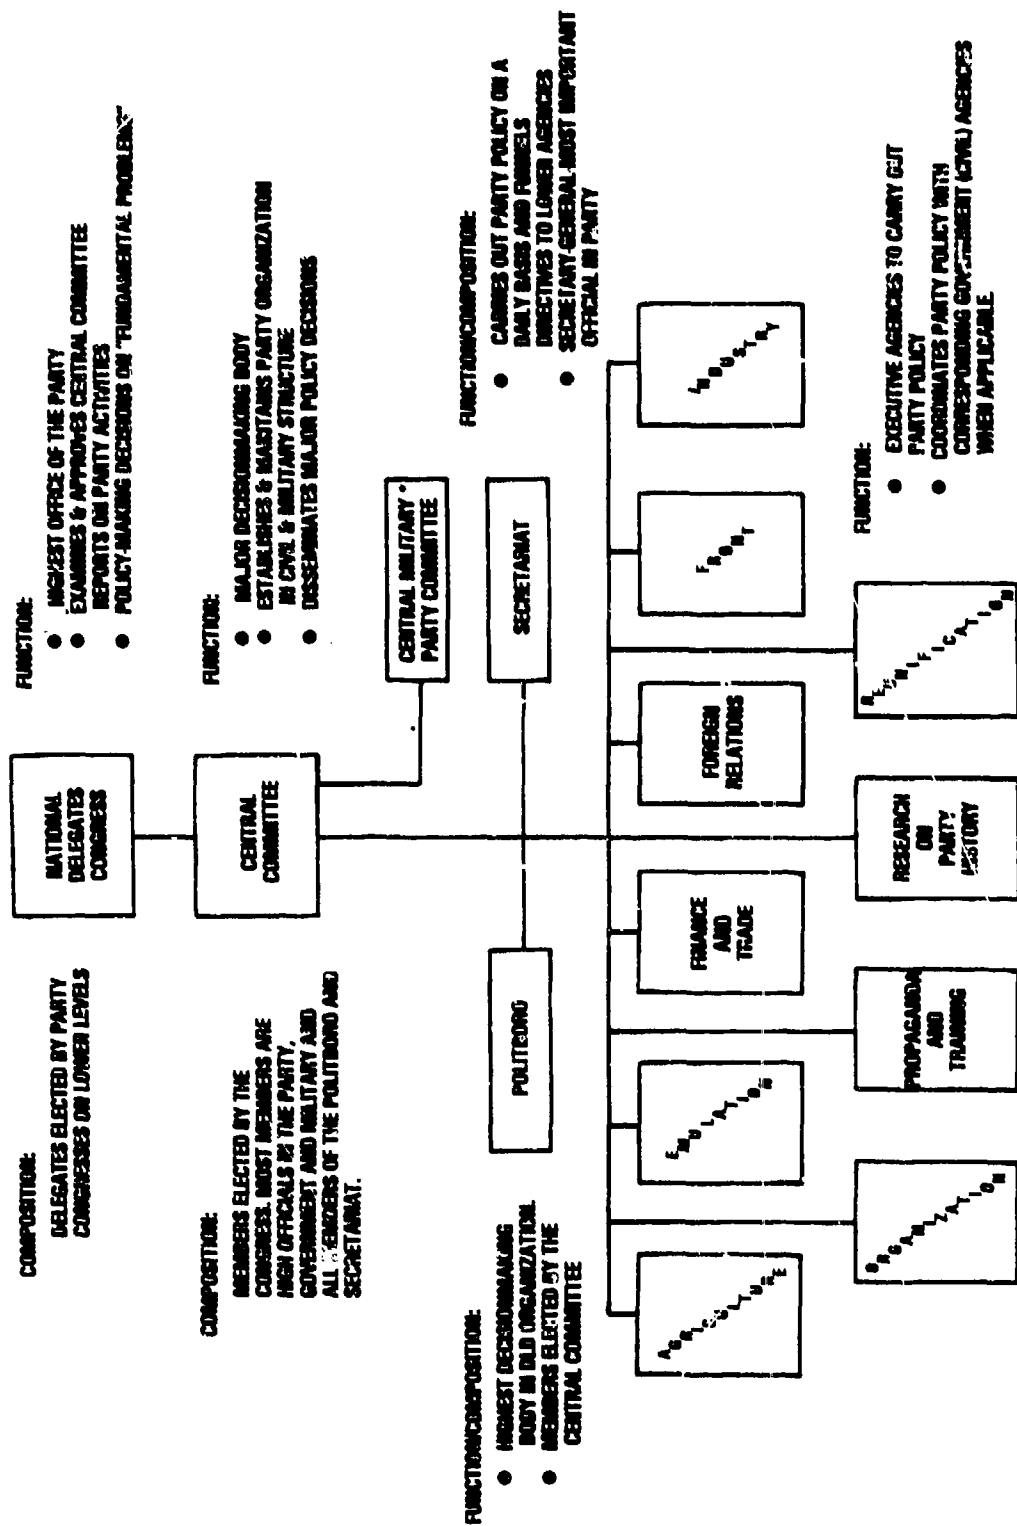 COMPOSITION:
DELEGATES ELECTED BY PARTY
CONGRESSES ON LOWER LEVELS
NATIONAL
DELEGATES
CONGRESS
FUNCTION:
● HIGHEST OFFICE OF THE PARTY
● EXAMINES & APPROVES CENTRAL COMMITTEE
REPORTS ON PARTY ACTIVITIES
● POLICY-MAKING DECISIONS ON "FUNDAMENTAL PROBLEMS"
COMPOSITION:
MEMBERS ELECTED BY THE
CONGRESS. MOST MEMBERS ARE
HIGH OFFICIALS IN THE PARTY,
GOVERNMENT AND MILITARY AND
ALL MEMBERS OF THE POLITBORO AND
SECRETARIAT.
CENTRAL
COMMITTEE
FUNCTION:
● MAJOR DECISIONMAKING BODY
● ESTABLISHES & MAINTAINS PARTY ORGANIZATION
IN CIVIL & MILITARY STRUCTURE
● DISSEMINATES MAJOR POLICY DECISIONS
CENTRAL MILITARY *
PARTY COMMITTEE
FUNCTION/COMPOSITION:
● HIGHEST DECISIONMAKING
BODY IN DLD ORGANIZATION.
● MEMBERS ELECTED BY THE
CENTRAL COMMITTEE
POLITBORO
SECRETARIAT
FUNCTION/COMPOSITION:
● CARRIES OUT PARTY POLICY ON A
DAILY BASIS AND FUNNELS
DIRECTIVES TO LOWER AGENCIES
● SECRETARY-GENERAL-MOST IMPORTANT
OFFICIAL IN PARTY
AGRICULTURE
EMULATION
FINANCE
AND
TRADE
FOREIGN
RELATIONS
FRONT
INDUSTRY
ORGANIZATION
PROPAGANDA
AND
TRAINING
RESEARCH
ON
PARTY
HISTORY
REUNIFICATION
FUNCTION:
● EXECUTIVE AGENCIES TO CARRY OUT
PARTY POLICY
● COORDINATES PARTY POLICY WITH
CORRESPONDING GOVERNMENT (CIVIL) AGENCIES
WHEN APPLICABLE